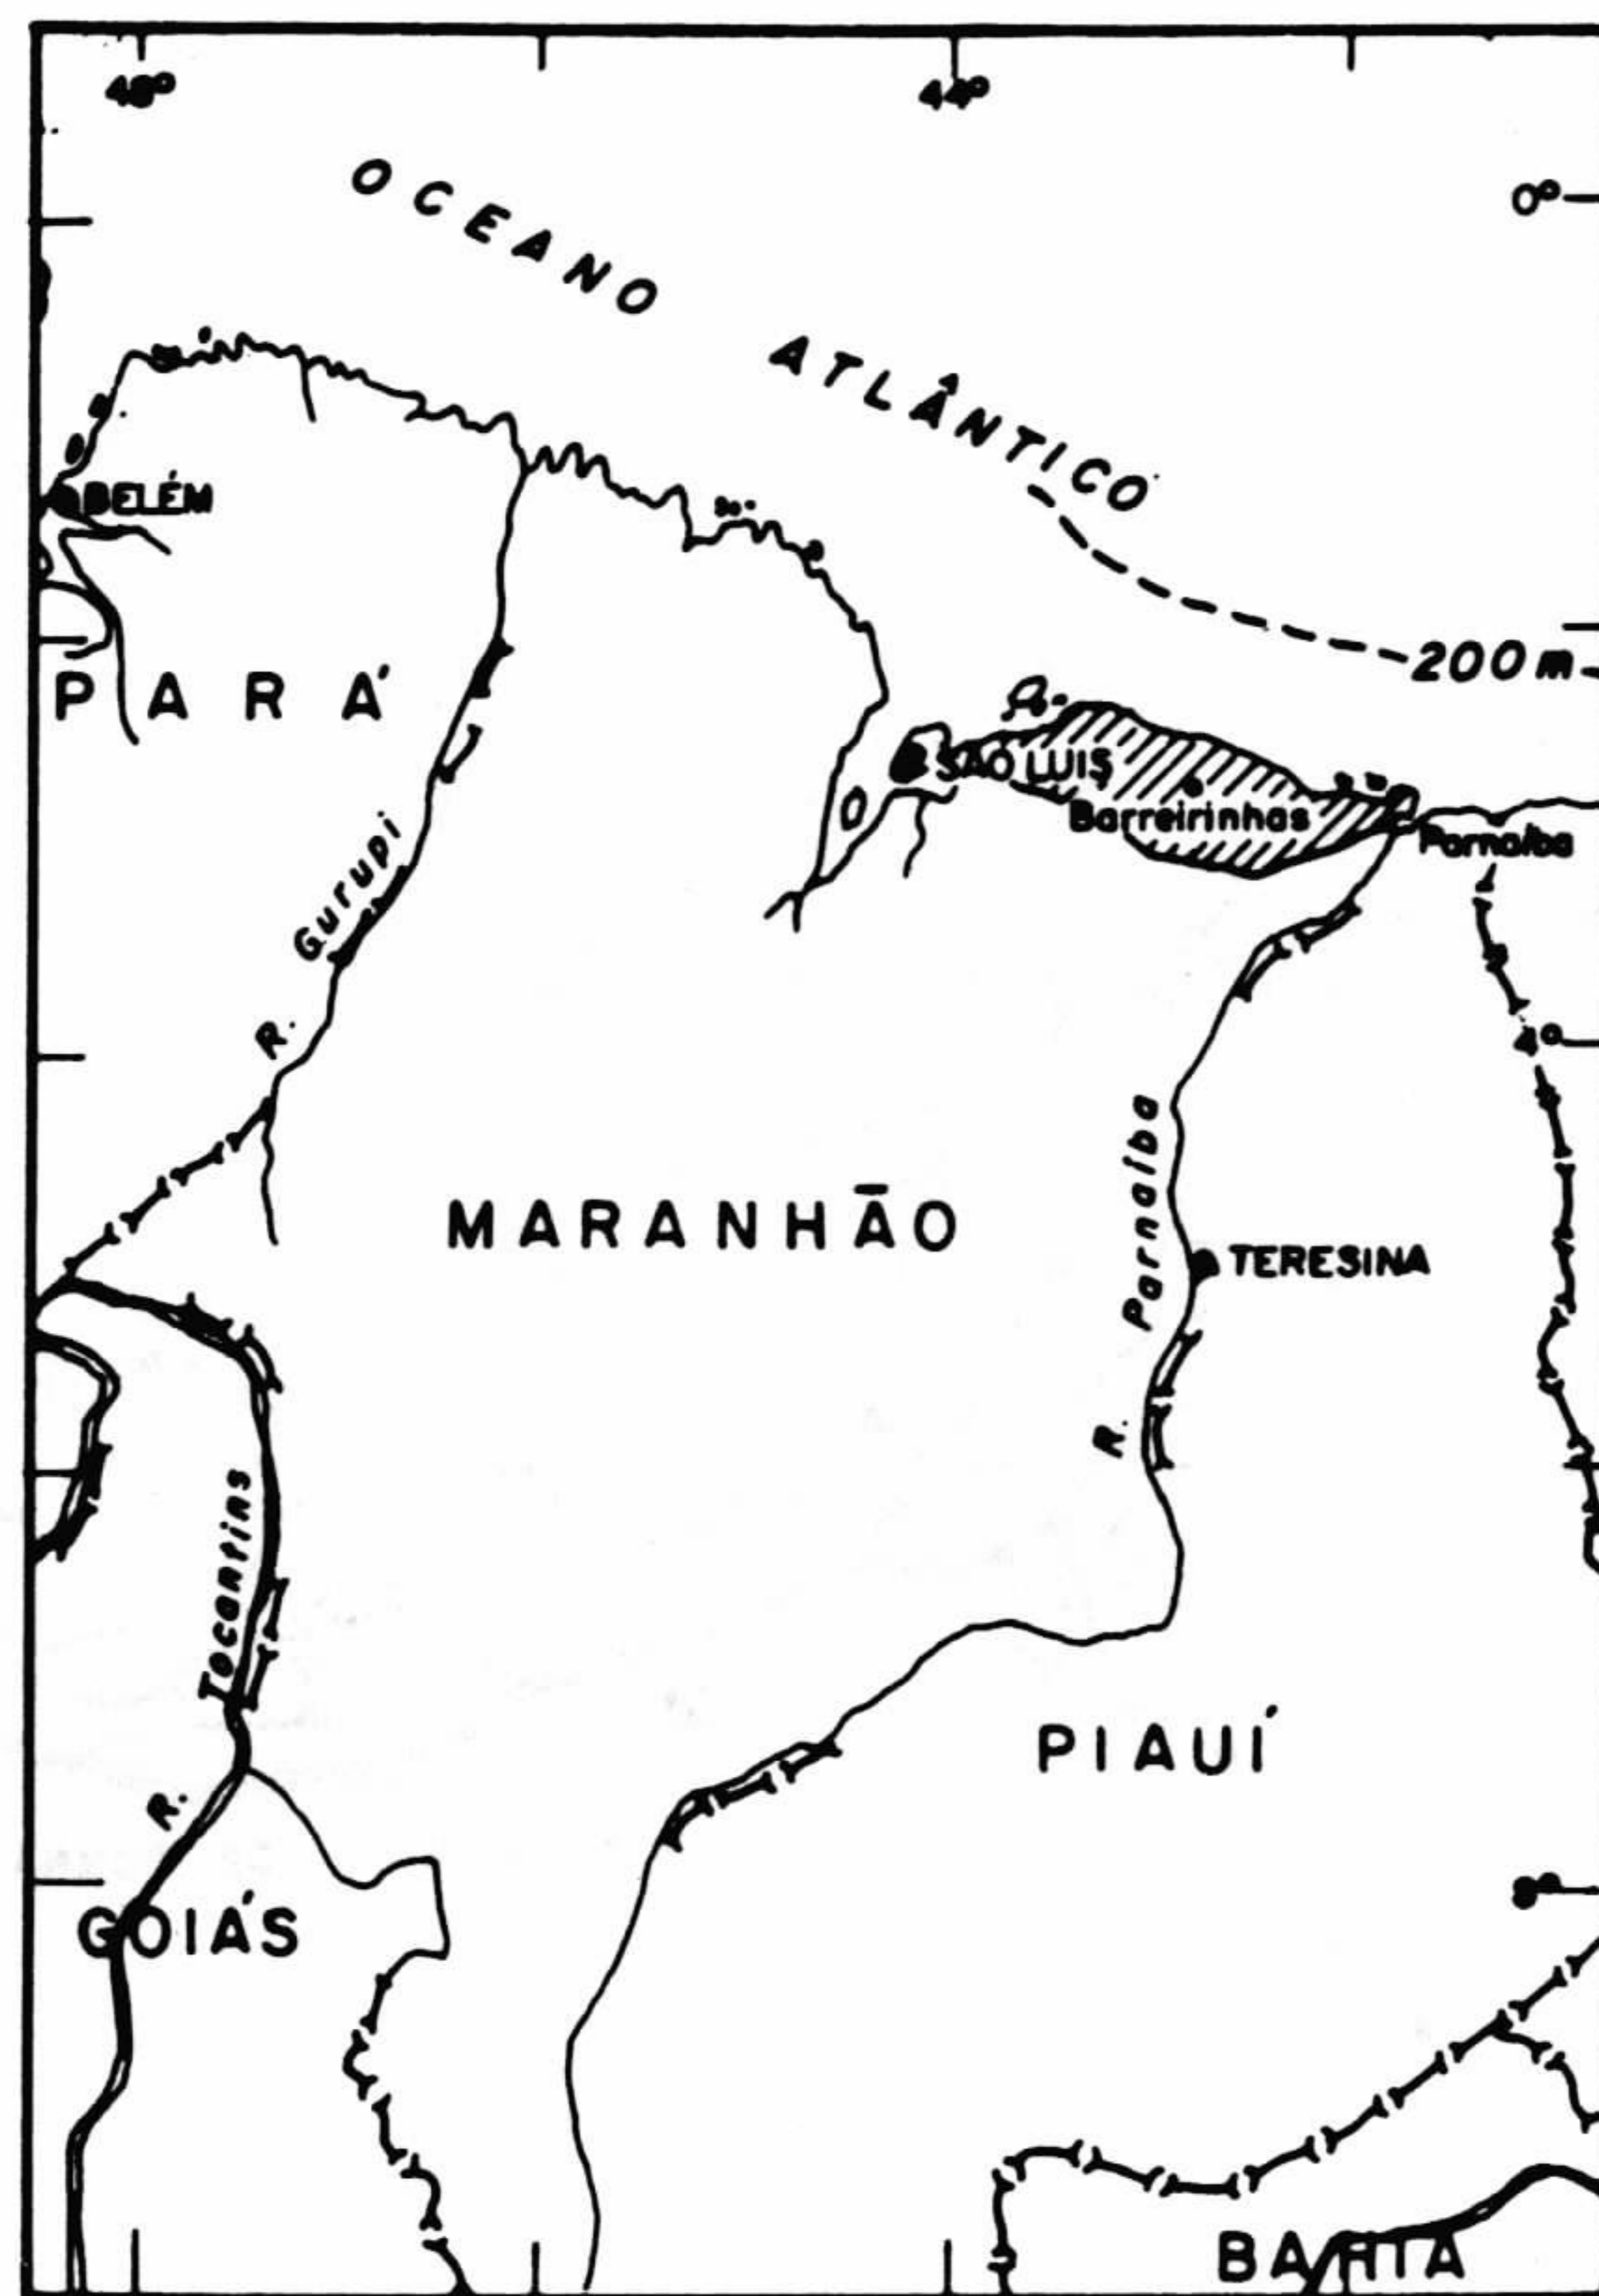 48° 44°
OCEANO
0°
ATLÂNTICO
BELÉM
200m
PARÁ
SÃO LUIS
Barreirinhas
Parnaíba
R. Gurupi
4°
R. Parnaíba
MARANHÃO
TERESINA
R. Tocantins
PIAUÍ
8°
GOIÁS
BAHIA